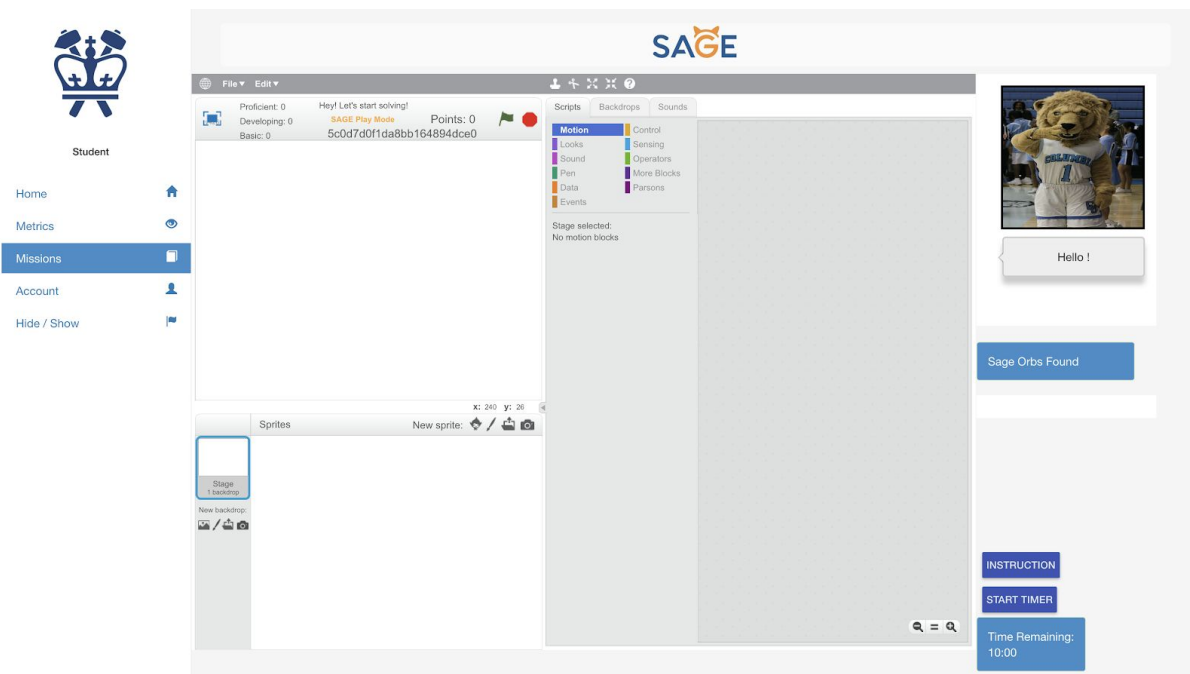 SAGE
Student
Home
Metrics
Missions
Account
Hide / Show
File▾ Edit▾
Proficient: 0
Developing: 0
Basic: 0
Hey! Let's start solving!
SAGE Play Mode
Points: 0
5c0d7d0f1da8bb164894dce0
x: 240 y: 26
Sprites
New sprite:
Stage
1 backdrop
New backdrop:
Scripts Backdrops Sounds
Motion Control
Looks Sensing
Sound Operators
Pen More Blocks
Data Parsons
Events
Stage selected:
No motion blocks
COLUMBIA
1
Hello !
Sage Orbs Found
INSTRUCTION
START TIMER
Time Remaining:
10:00